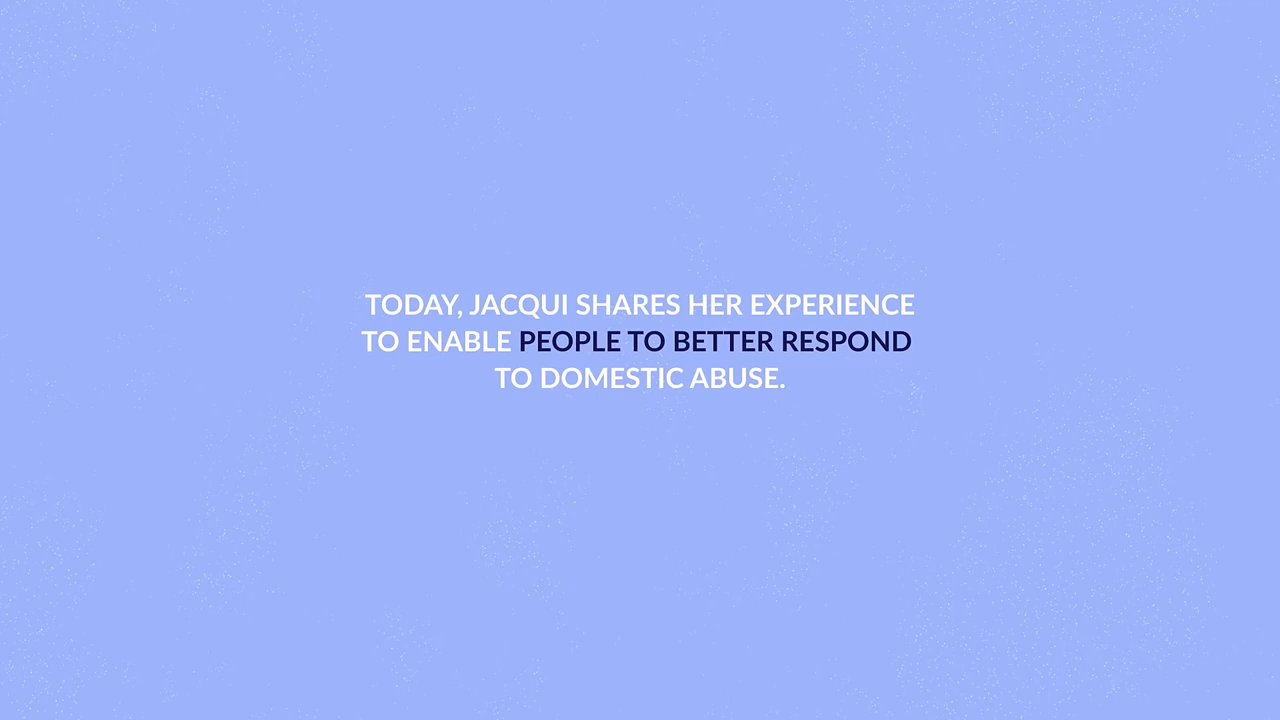 TODAY, JACQUI SHARES HER EXPERIENCE
TO ENABLE PEOPLE TO BETTER RESPOND
TO DOMESTIC ABUSE.